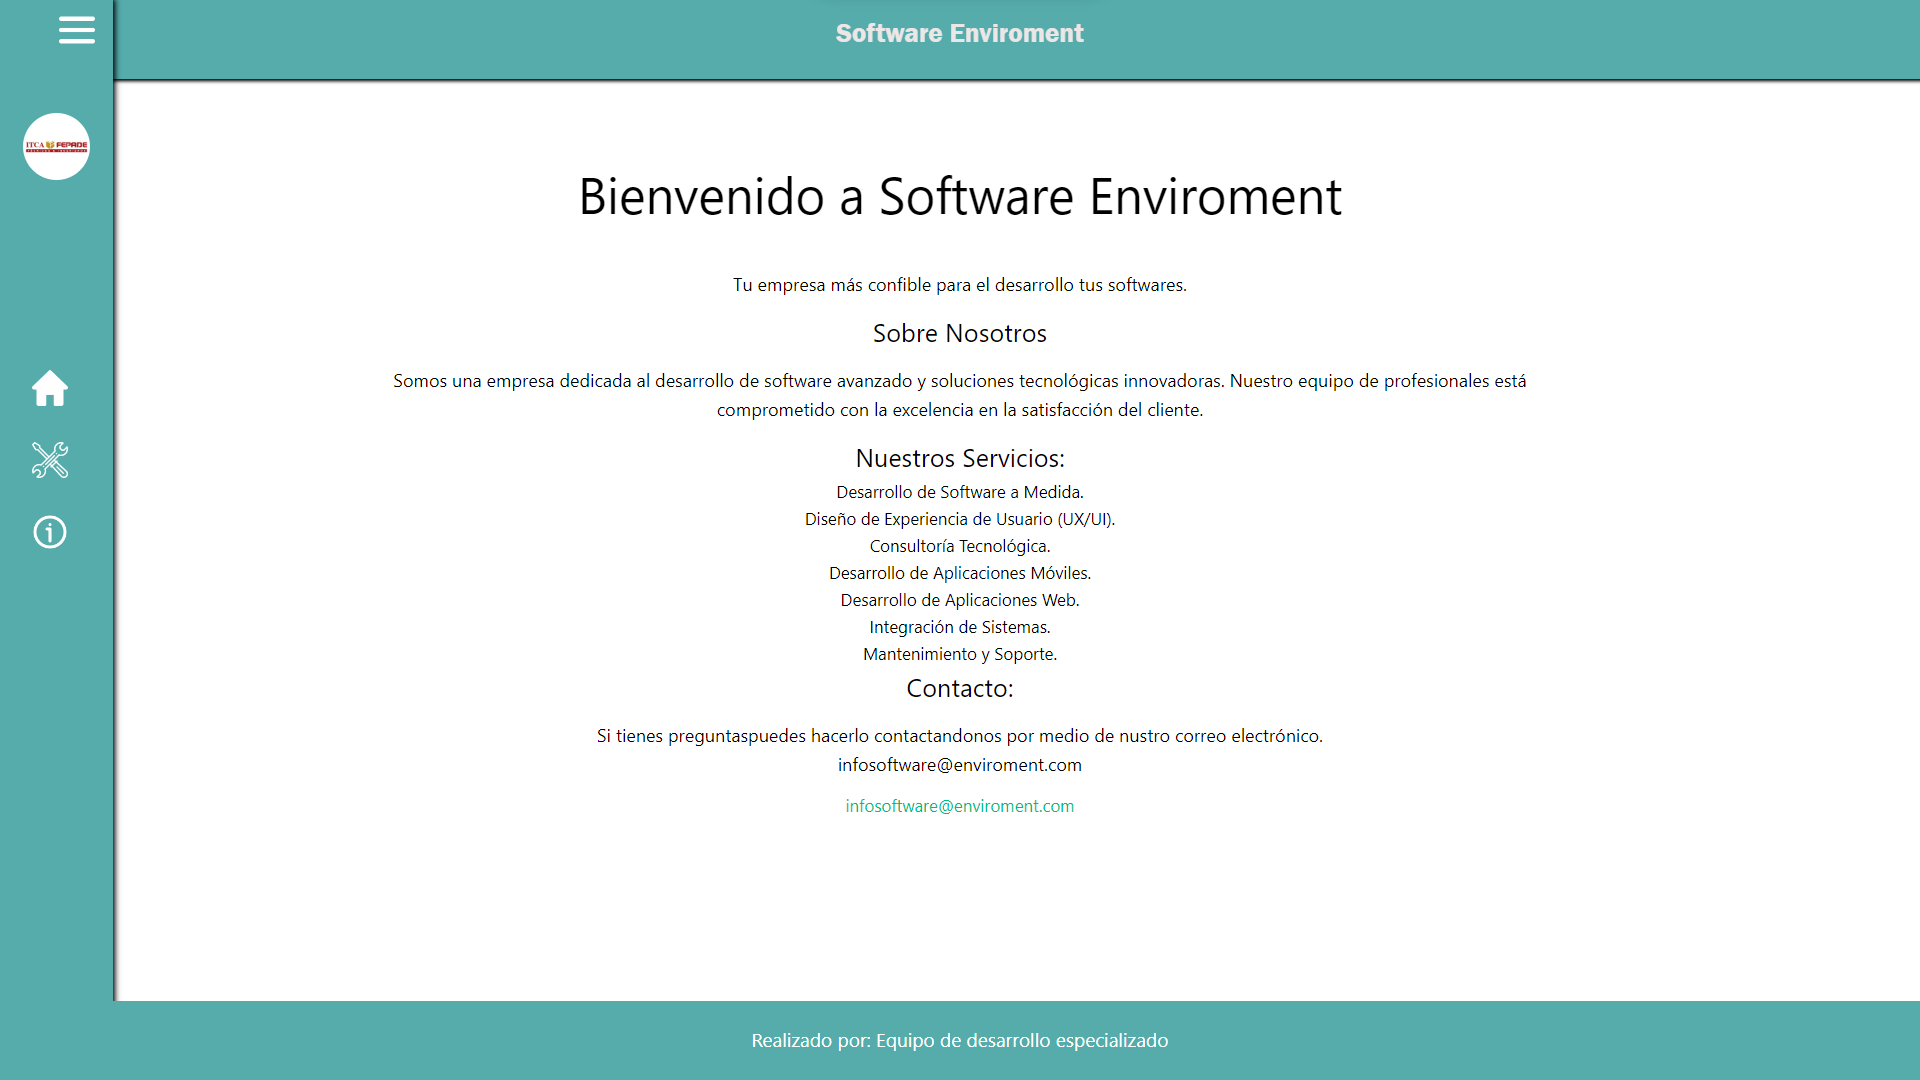 Software Enviroment
ITCA FEPADE
Bienvenido a Software Enviroment
Tu empresa más confible para el desarrollo tus softwares.
Sobre Nosotros
Somos una empresa dedicada al desarrollo de software avanzado y soluciones tecnológicas innovadoras. Nuestro equipo de profesionales está
comprometido con la excelencia en la satisfacción del cliente.
Nuestros Servicios:
Desarrollo de Software a Medida.
Diseño de Experiencia de Usuario (UX/UI).
Consultoría Tecnológica.
Desarrollo de Aplicaciones Móviles.
Desarrollo de Aplicaciones Web.
Integración de Sistemas.
Mantenimiento y Soporte.
Contacto:
Si tienes preguntaspuedes hacerlo contactandonos por medio de nustro correo electrónico.
infosoftware@enviroment.com
infosoftware@enviroment.com
Realizado por: Equipo de desarrollo especializado